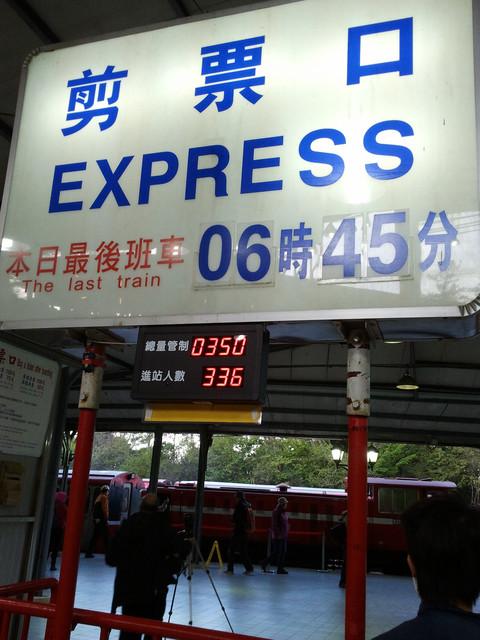 剪票口
EXPRESS
本日最後班車 06時45分
The last train
總量管制 0350
進站人數 336